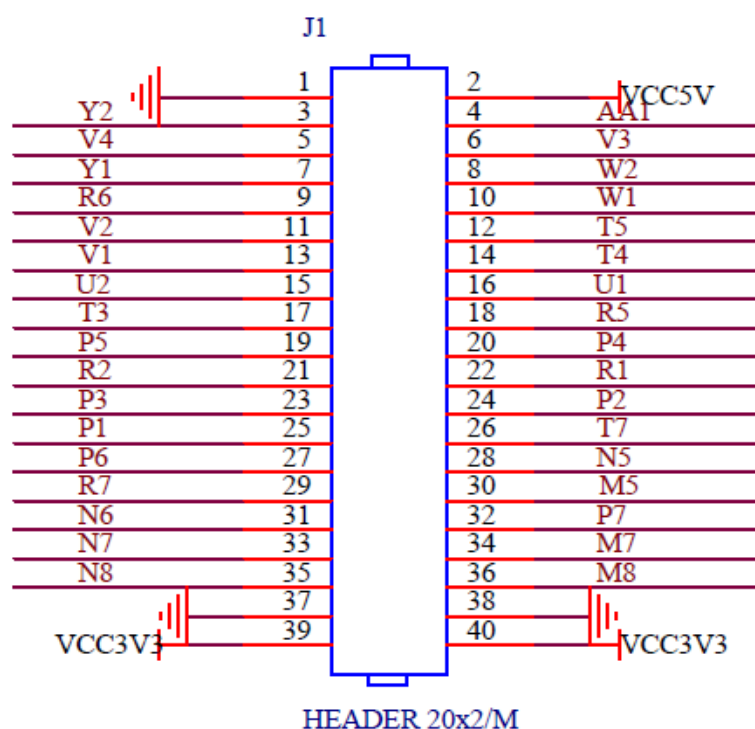 J1
1 2 VCC5V
Y2 3 4 AA1
V4 5 6 V3
Y1 7 8 W2
R6 9 10 W1
V2 11 12 T5
V1 13 14 T4
U2 15 16 U1
T3 17 18 R5
P5 19 20 P4
R2 21 22 R1
P3 23 24 P2
P1 25 26 T7
P6 27 28 N5
R7 29 30 M5
N6 31 32 P7
N7 33 34 M7
N8 35 36 M8
37 38
VCC3V3 39 40 VCC3V3
HEADER 20x2/M